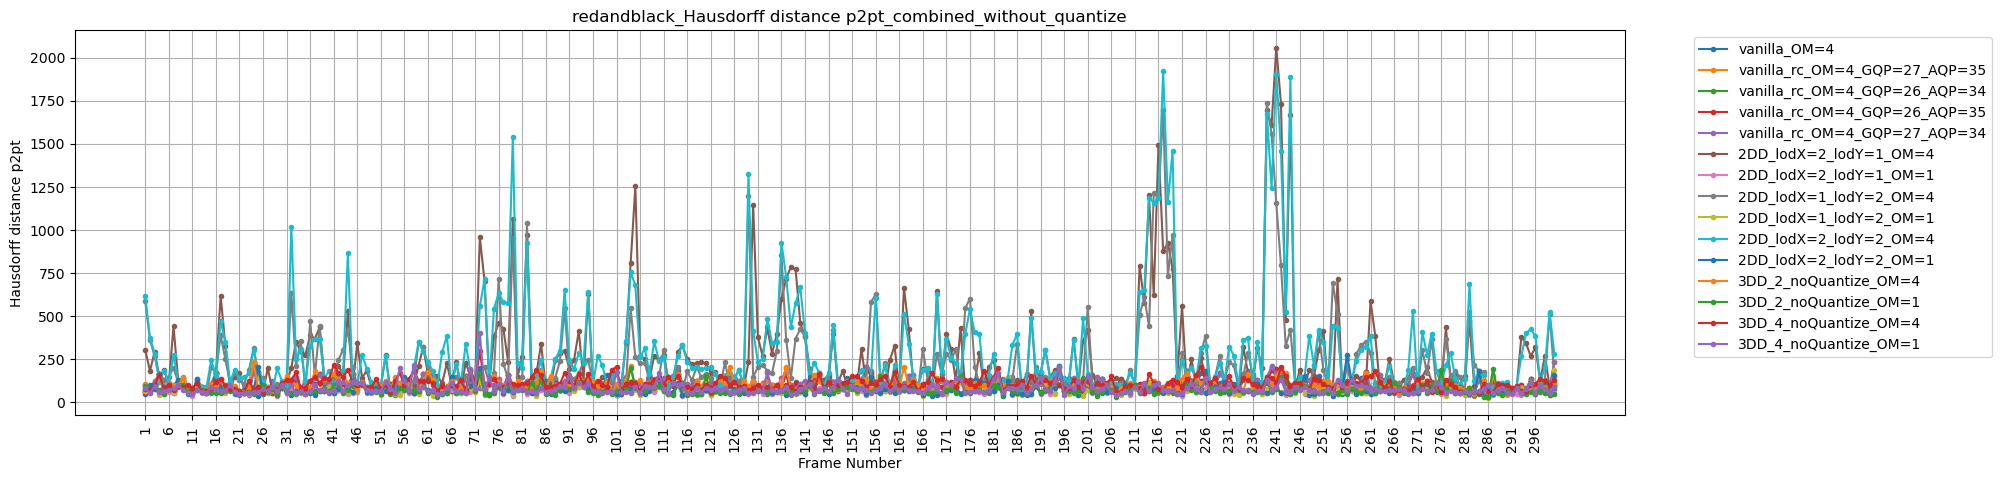 redandblack_Hausdorff distance p2pt_combined_without_quantize
Hausdorff distance p2pt
2000
1750
1500
1250
1000
750
500
250
0
1 6 11 16 21 26 31 36 41 46 51 56 61 66 71 76 81 86 91 96 101 106 111 116 121 126 131 136 141 146 151 156 161 166 171 176 181 186 191 196 201 206 211 216 221 226 231 236 241 246 251 256 261 266 271 276 281 286 291 296
Frame Number
vanilla_OM=4
vanilla_rc_OM=4_GQP=27_AQP=35
vanilla_rc_OM=4_GQP=26_AQP=34
vanilla_rc_OM=4_GQP=26_AQP=35
vanilla_rc_OM=4_GQP=27_AQP=34
2DD_lodX=2_lodY=1_OM=4
2DD_lodX=2_lodY=1_OM=1
2DD_lodX=1_lodY=2_OM=4
2DD_lodX=1_lodY=2_OM=1
2DD_lodX=2_lodY=2_OM=4
2DD_lodX=2_lodY=2_OM=1
3DD_2_noQuantize_OM=4
3DD_2_noQuantize_OM=1
3DD_4_noQuantize_OM=4
3DD_4_noQuantize_OM=1